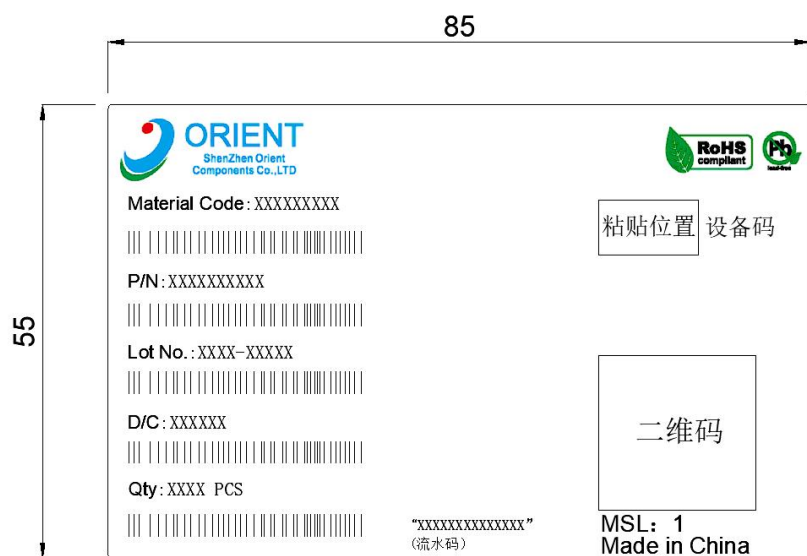 85
55
ORIENT
ShenZhen Orient
Components Co.,LTD
RoHS
compliant
Pb
lead-free
Material Code: XXXXXXXXX
粘贴位置 设备码
P/N: XXXXXXXXXX
Lot No.: XXXX-XXXXX
D/C: XXXXXX
二维码
Qty: XXXX PCS
“XXXXXXXXXXXXXX”
(流水码)
MSL: 1
Made in China